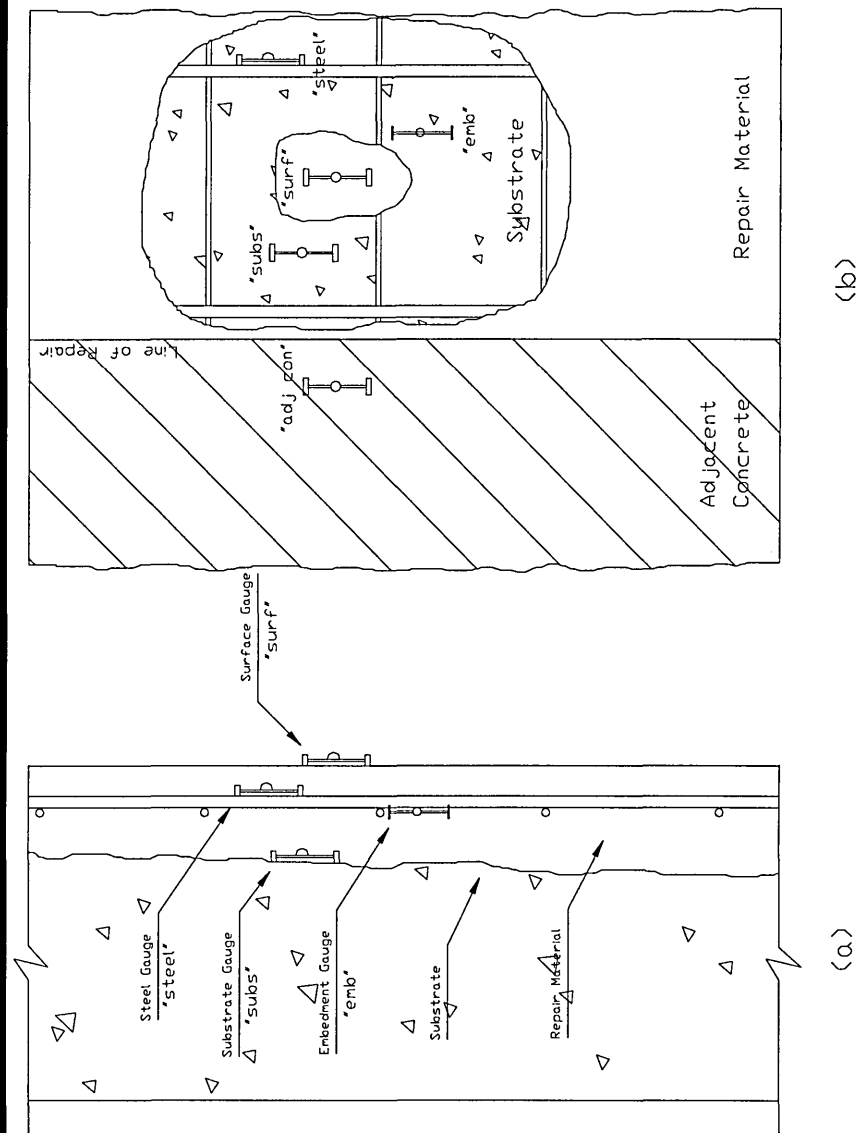 Surface Gauge
"surf"
Steel Gauge
"steel"
Substrate Gauge
"subs"
Embedment Gauge
"emb"
Substrate
Repair Material
(a)
Line of Repair
"adj con"
"subs"
"surf"
"steel"
"emb"
Substrate
Adjacent
Concrete
Repair Material
(b)